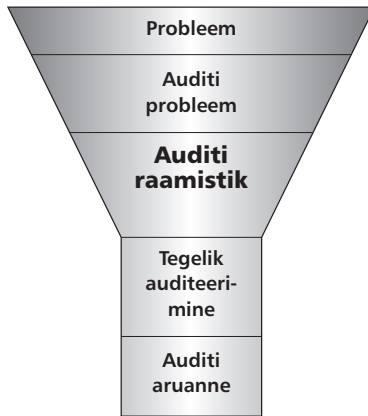 Probleem
Auditi
probleem
Auditi
raamistik
Tegelik
auditeeri-
mine
Auditi
aruanne